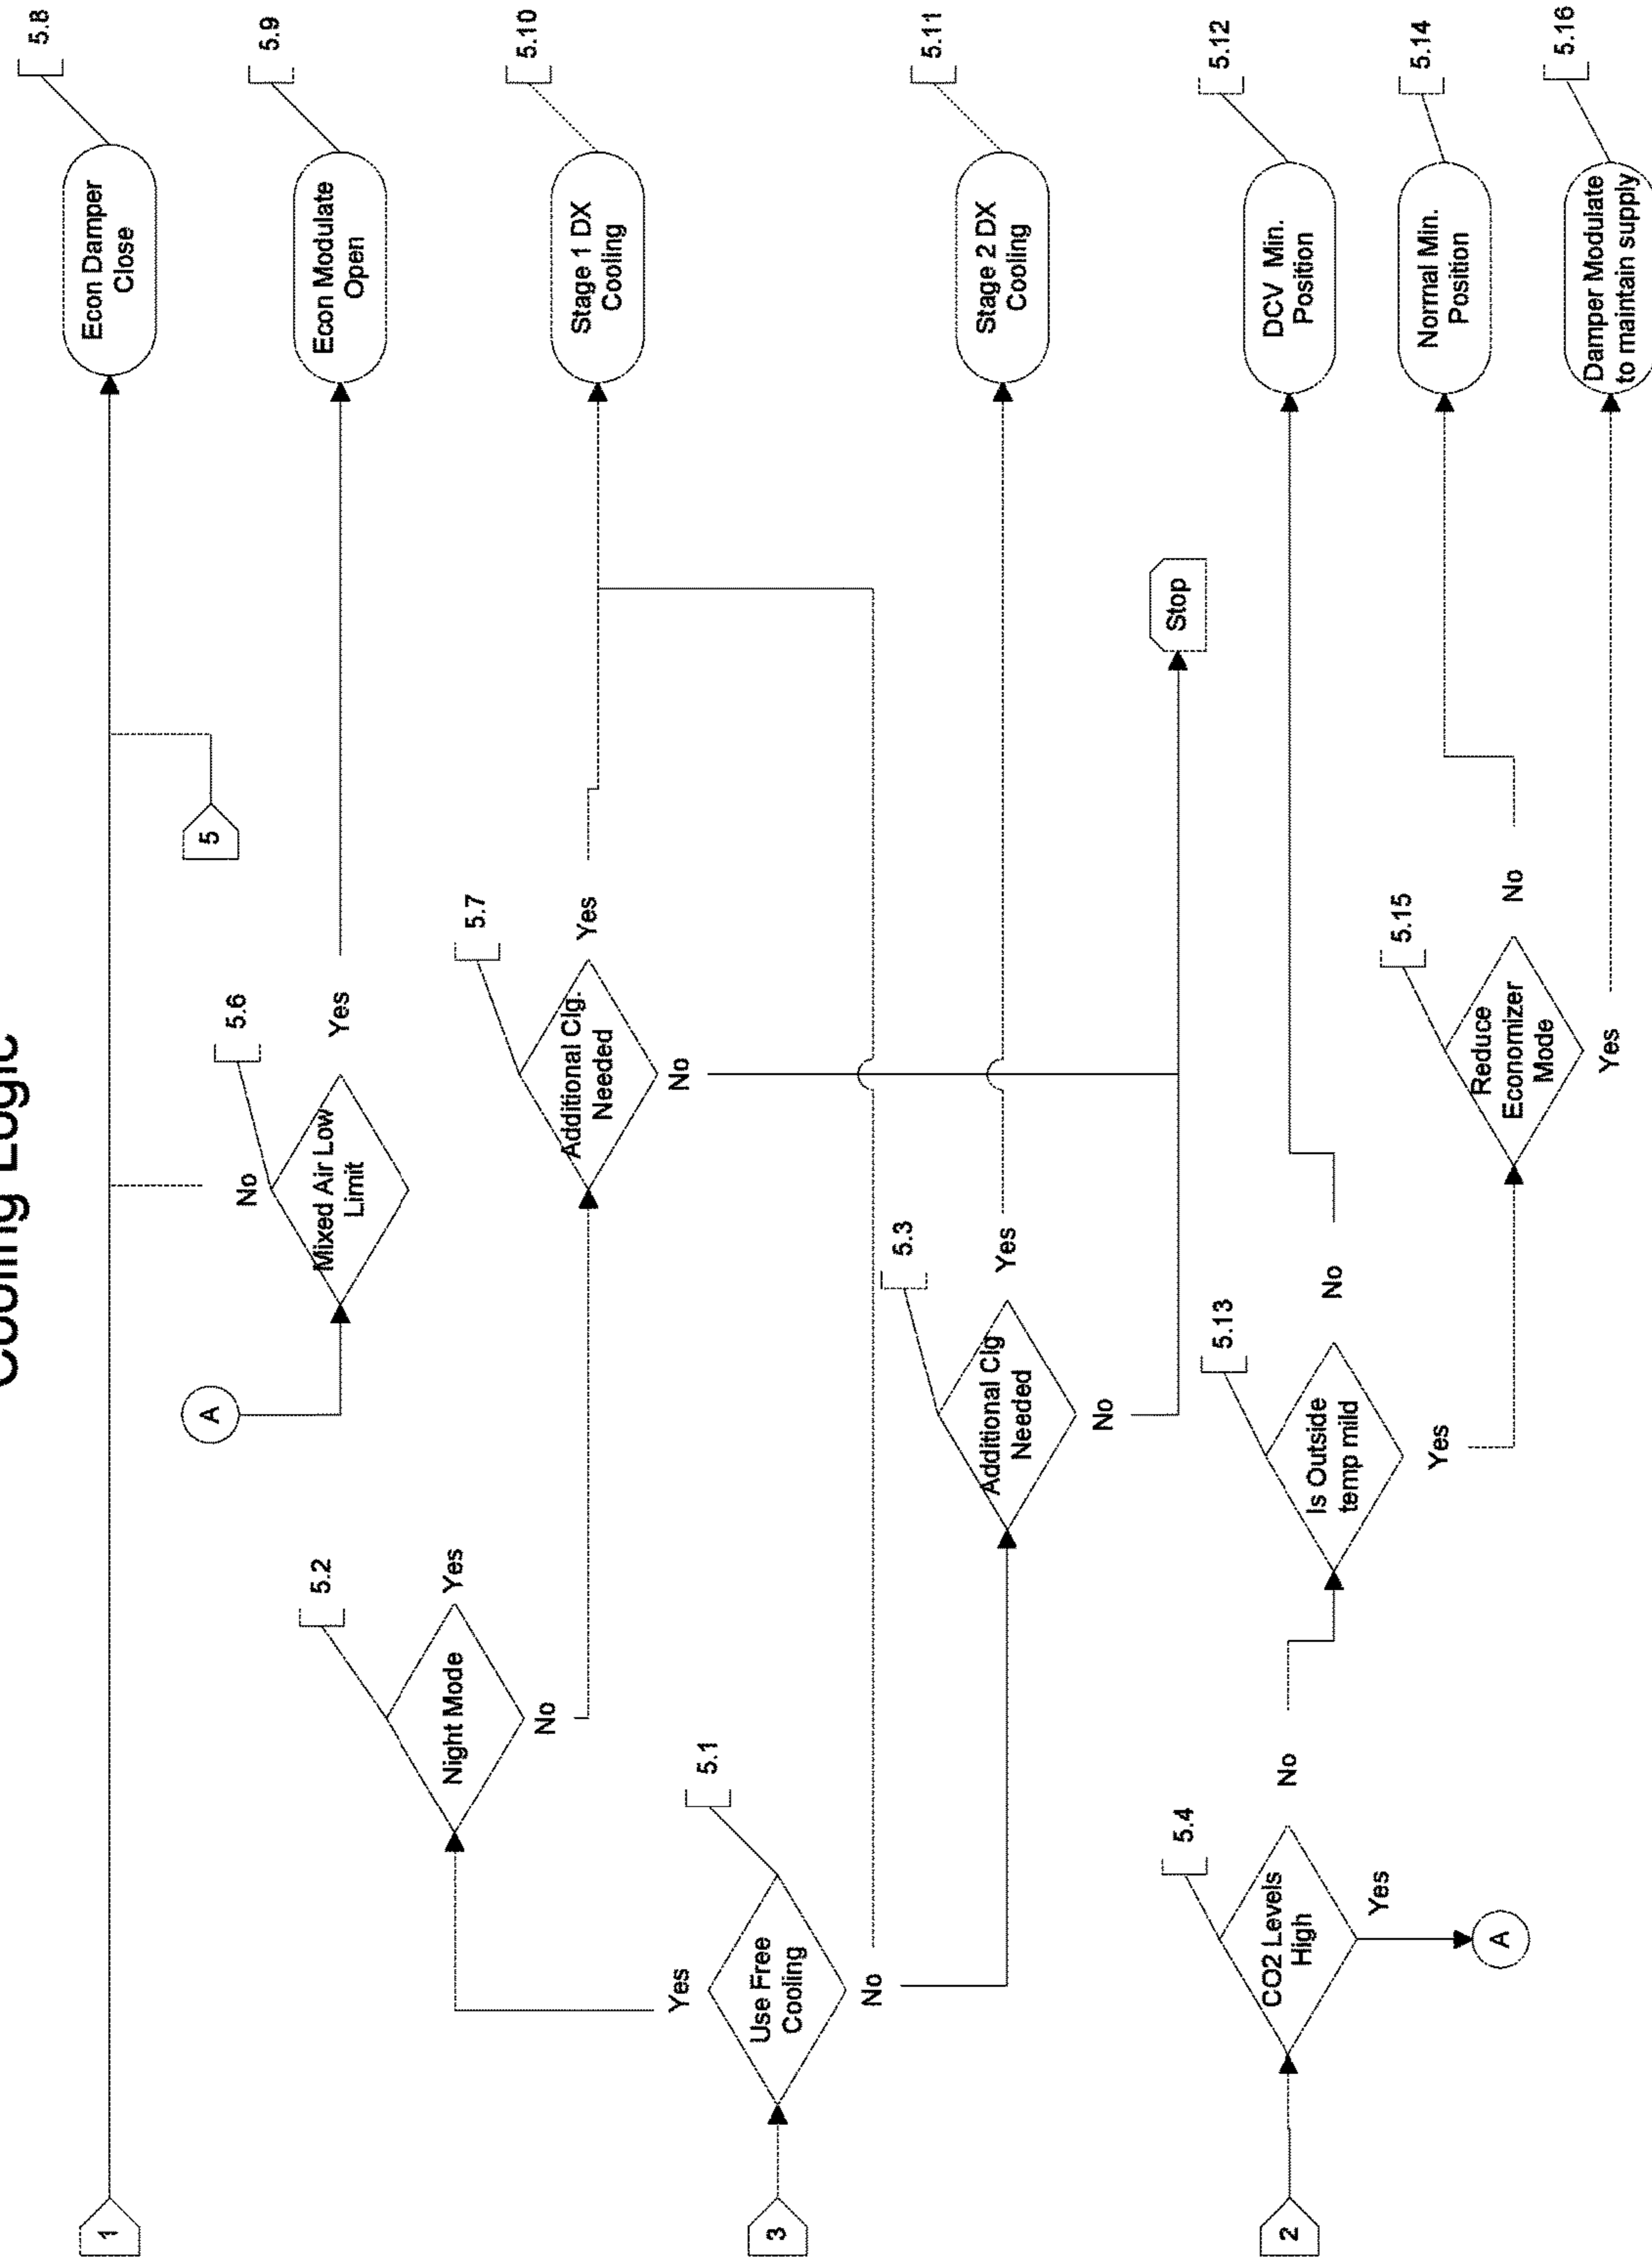 Cooling Logic
1
Econ Damper
Close
5.8
5
A
No
5.6
Mixed Air Low
Limit
Yes
Econ Modulate
Open
5.9
5.2
Night Mode
Yes
No
5.7
Additional Clg.
Needed
Yes
No
Stage 1 DX
Cooling
5.10
3
Yes
Use Free
Cooling
5.1
No
5.3
Additional Clg
Needed
Yes
No
Stage 2 DX
Cooling
5.11
Stop
2
5.4
CO2 Levels
High
No
Yes
A
5.13
Is Outside
temp mild
No
Yes
DCV Min.
Position
5.12
5.15
Reduce
Economizer
Mode
No
Yes
Normal Min.
Position
5.14
Damper Modulate
to maintain supply
5.16